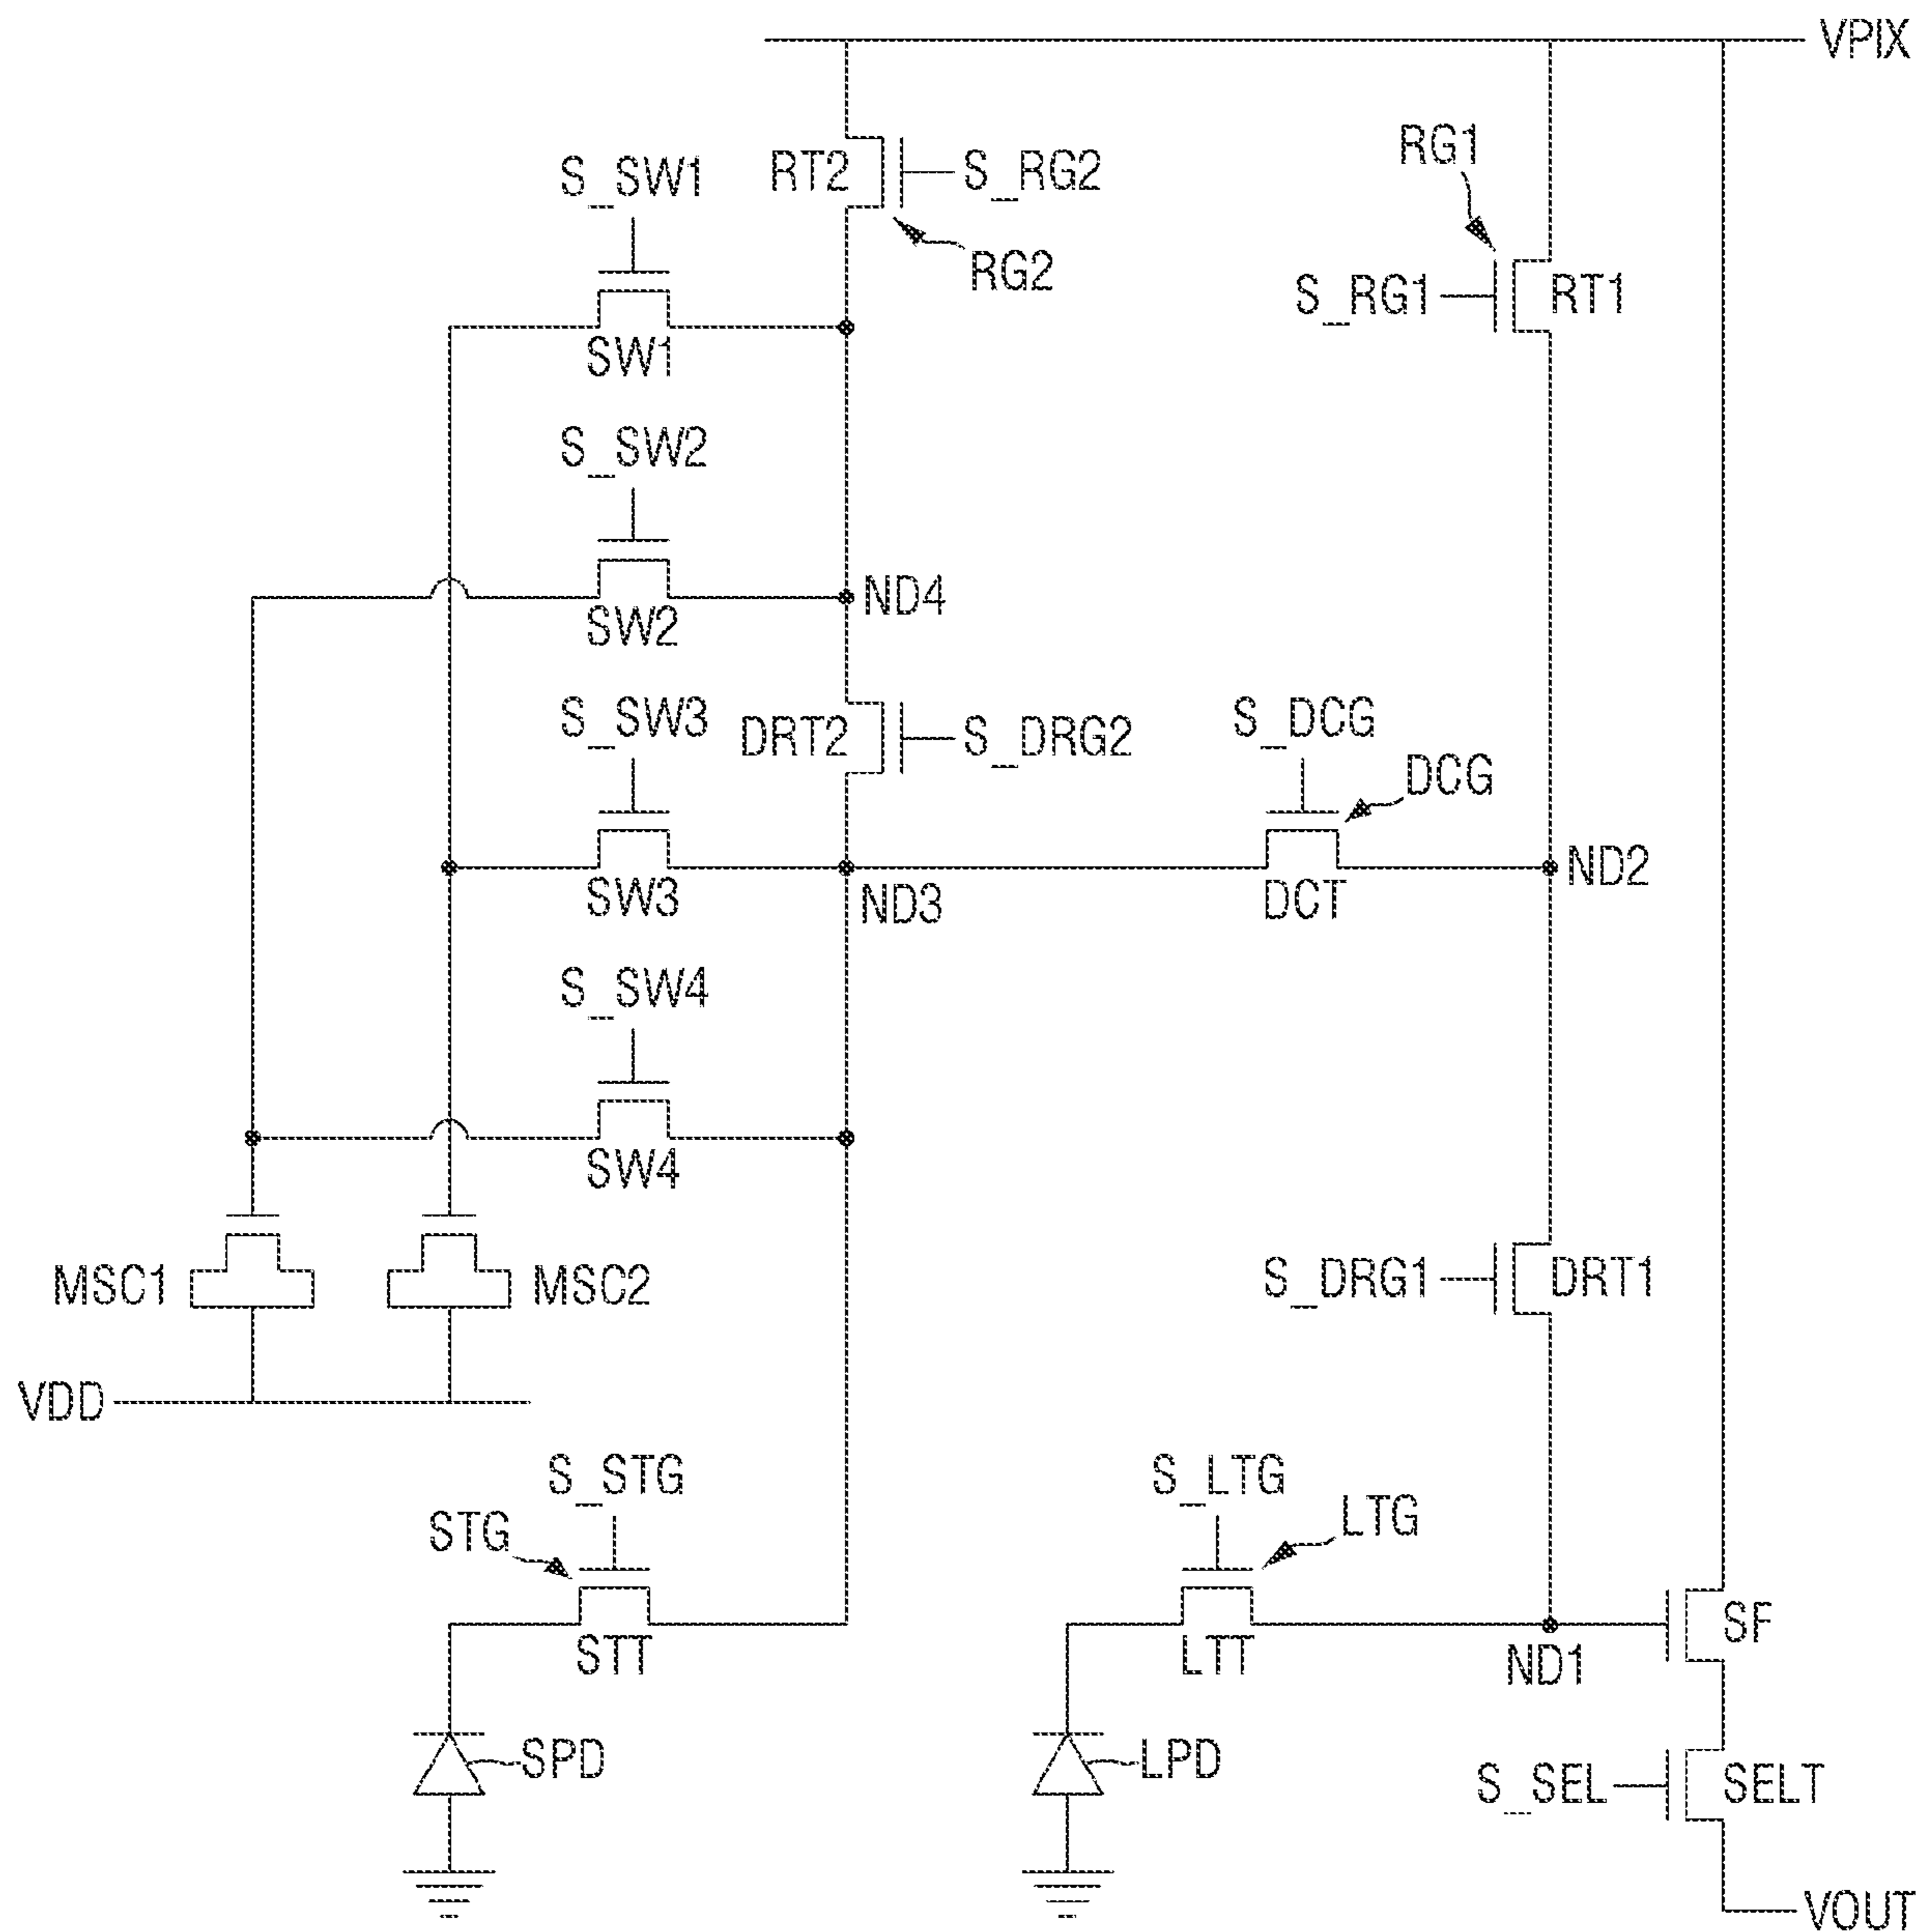 VPIX
RG1
S_SW1
RT2
S_RG2
RG2
S_RG1
RT1
SW1
S_SW2
ND4
SW2
S_SW3
DRT2
S_DRG2
S_DCG
DCG
SW3
ND3
DCT
ND2
S_SW4
SW4
MSC1
MSC2
S_DRG1
DRT1
VDD
S_STG
STG
S_LTG
LTG
STT
LTT
ND1
SF
SPD
LPD
S_SEL
SELT
VOUT